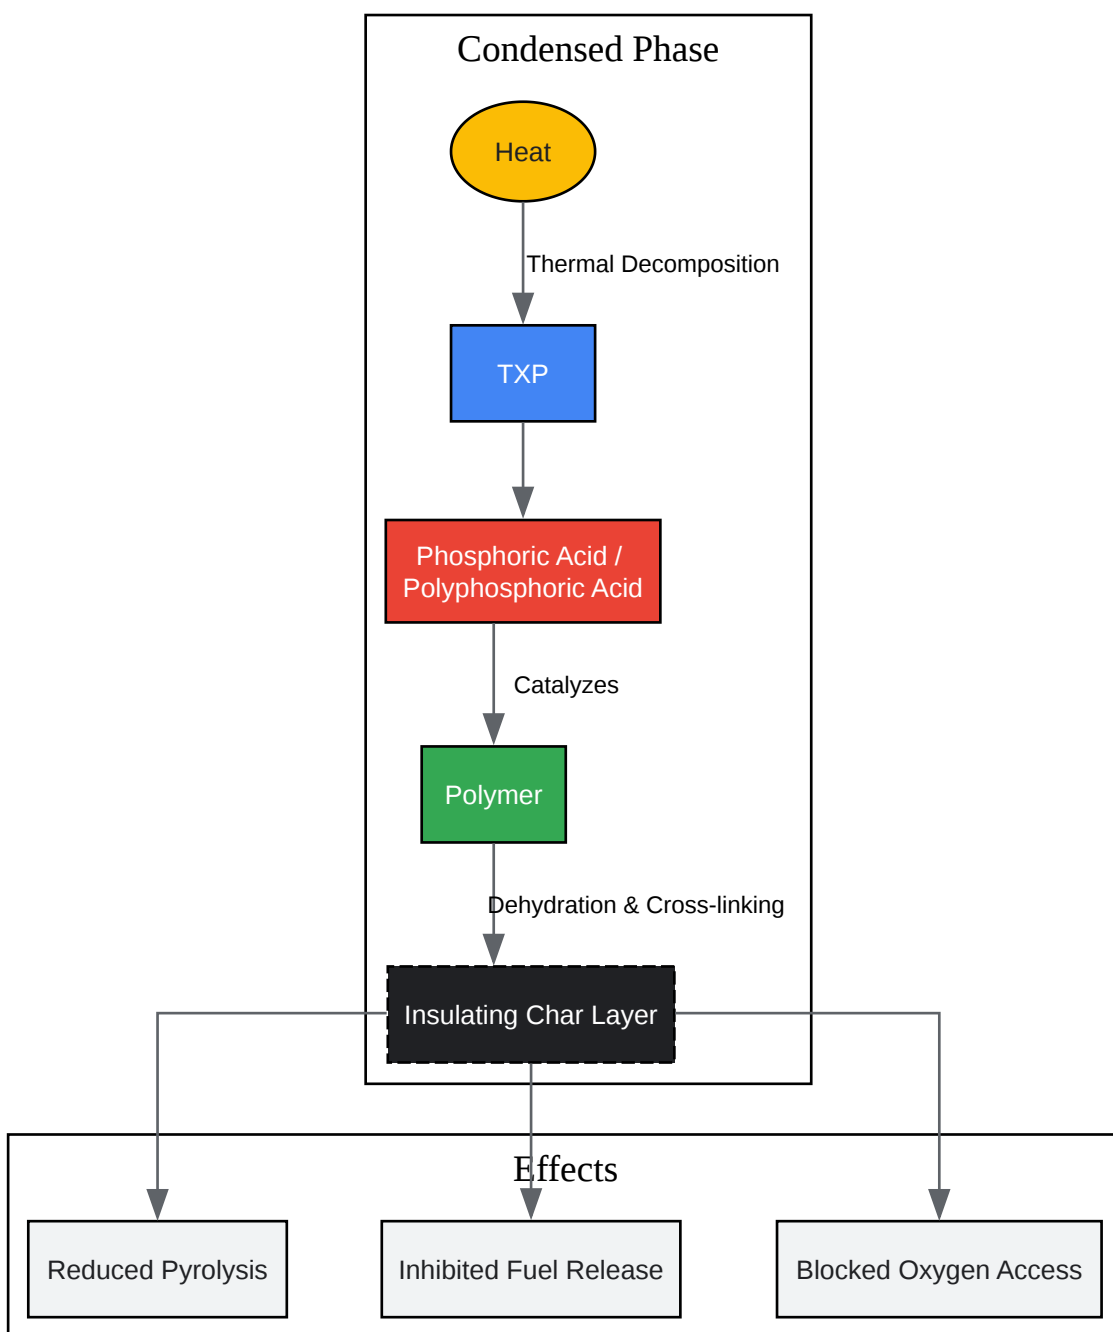 Condensed Phase
Heat
Thermal Decomposition
TXP
Phosphoric Acid /
Polyphosphoric Acid
Catalyzes
Polymer
Dehydration & Cross-linking
Insulating Char Layer
Effects
Reduced Pyrolysis
Inhibited Fuel Release
Blocked Oxygen Access